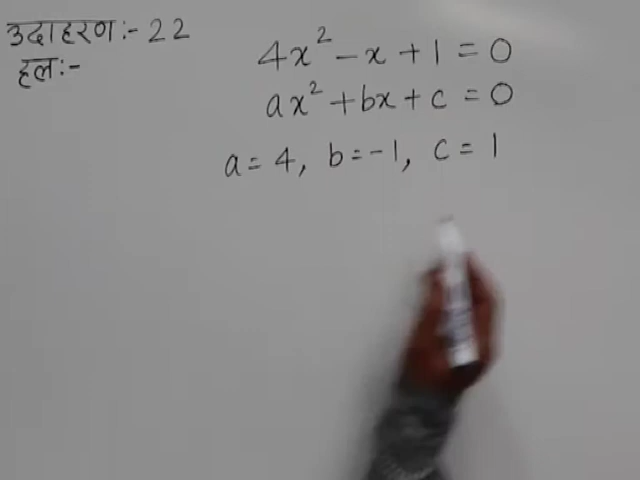 उदाहरण:- 22
हल:-
4x² - x + 1 = 0
ax² + bx + c = 0
a = 4, b = -1, c = 1